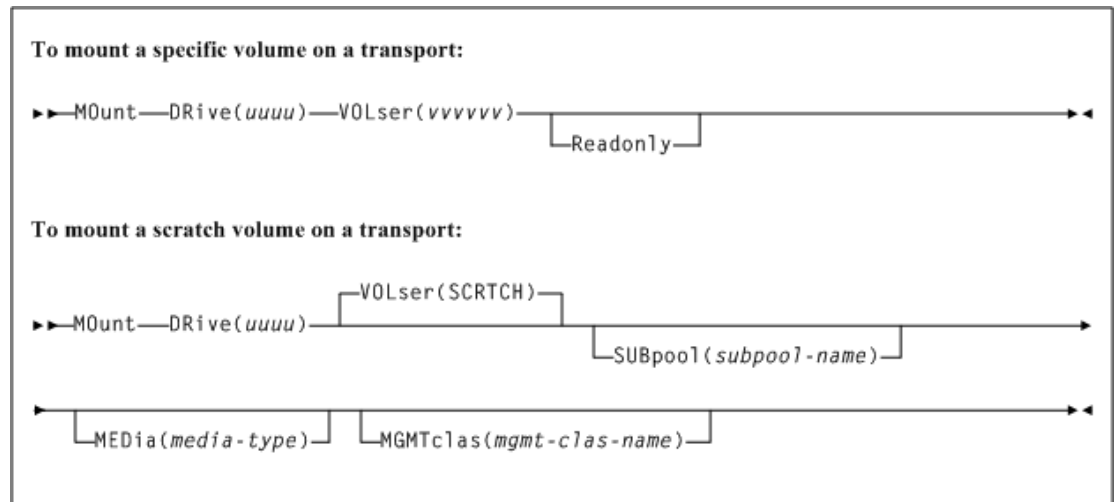 To mount a specific volume on a transport:
MOunt DRive(uuuu) VOLser(vvvvvv)
Readonly
To mount a scratch volume on a transport:
VOLser(SCRTCH)
MOunt DRive(uuuu)
SUBpool(subpool-name)
MEDia(media-type) MGMTclas(mgmt-clas-name)